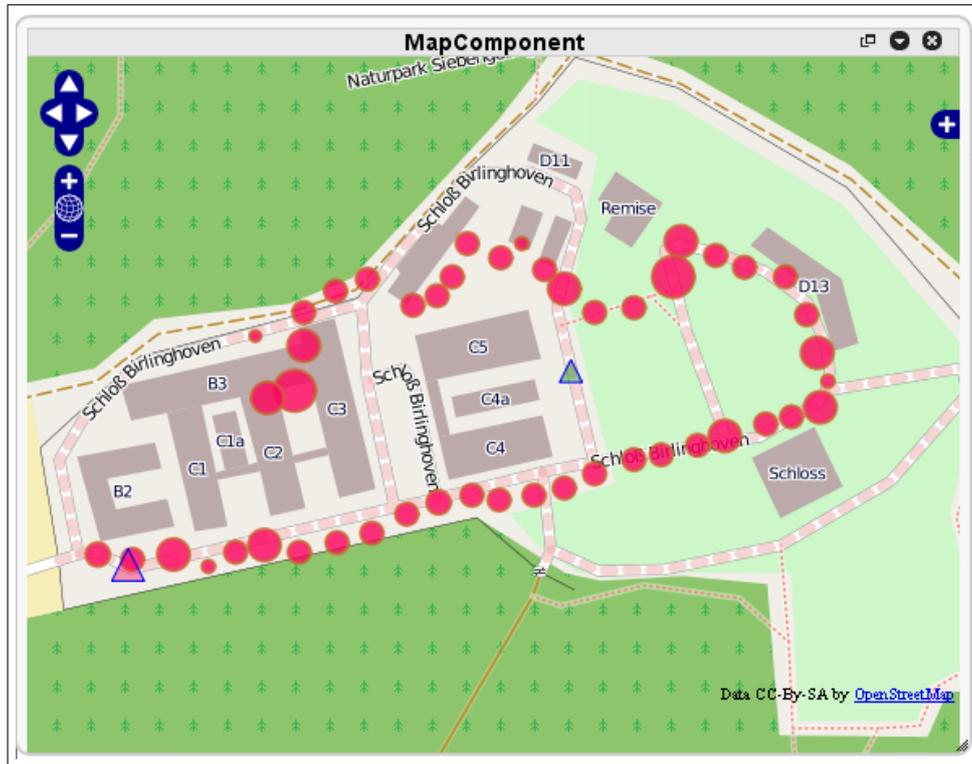 MapComponent
Naturpark
D11
Schloß Birlinghoven
Remise
D13
C5
Schloß Birlinghoven
B3
Schloß Birlinghoven
C4a
C3
C1a
C2
C4
Schloß Birlinghoven
C1
Schloss
B2
Data CC-By-SA by OpenStreetMap